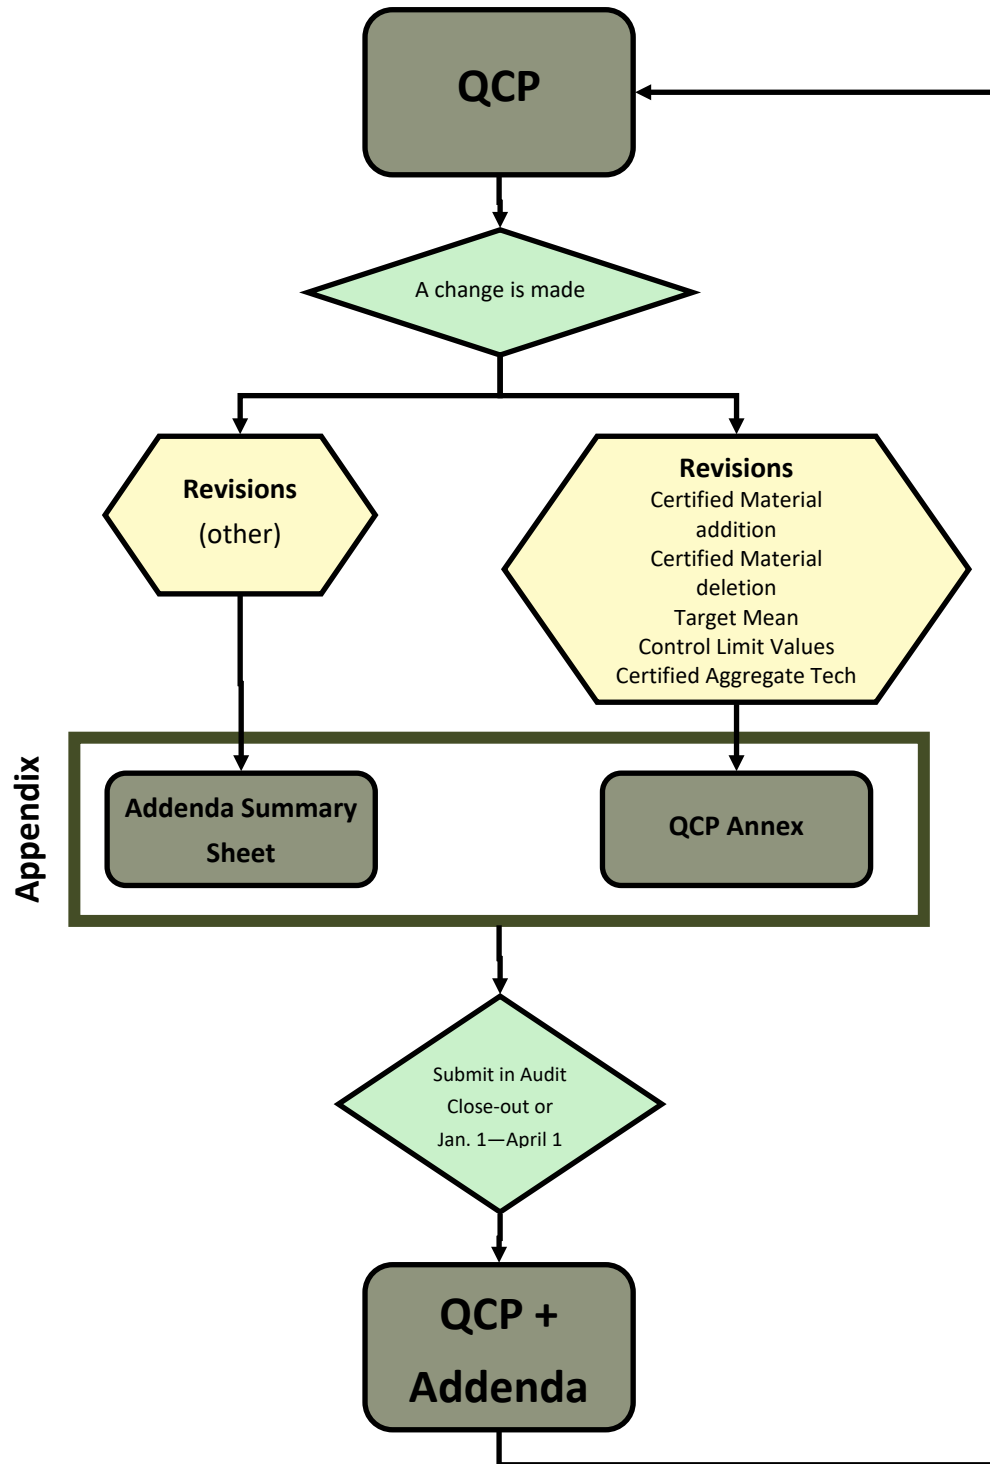 QCP
A change is made
Revisions
(other)
Revisions
Certified Material
addition
Certified Material
deletion
Target Mean
Control Limit Values
Certified Aggregate Tech
Appendix
Addenda Summary
Sheet
QCP Annex
Submit in Audit
Close-out or
Jan. 1—April 1
QCP +
Addenda